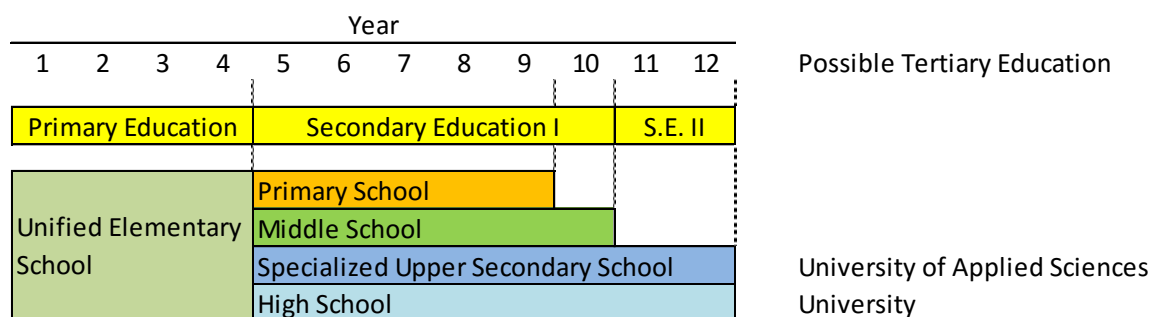 Year
1 2 3 4 5 6 7 8 9 10 11 12 Possible Tertiary Education
Primary Education Secondary Education I S.E. II
Primary School
Unified Elementary
School
Middle School
Specialized Upper Secondary School University of Applied Sciences
High School University